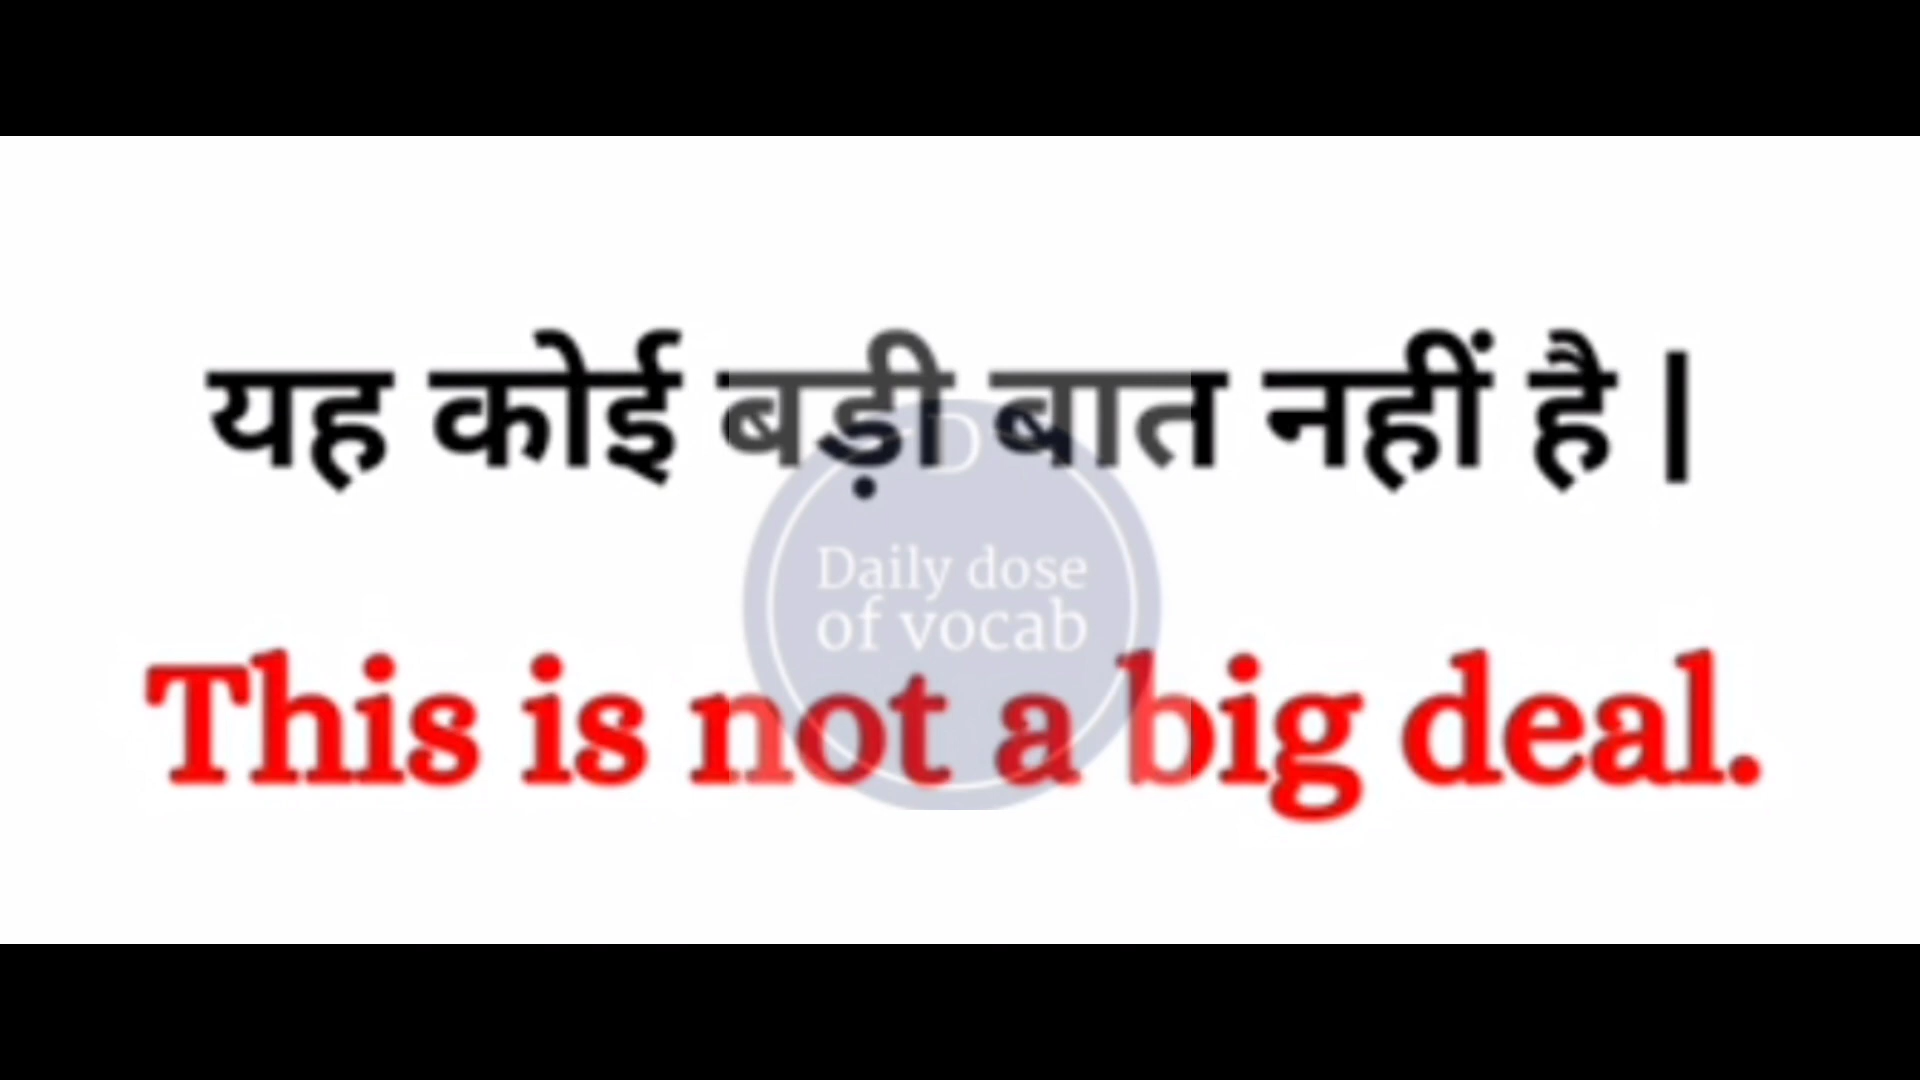 यह कोई बड़ी बात नहीं है |
D
Daily dose
of vocab
This is not a big deal.